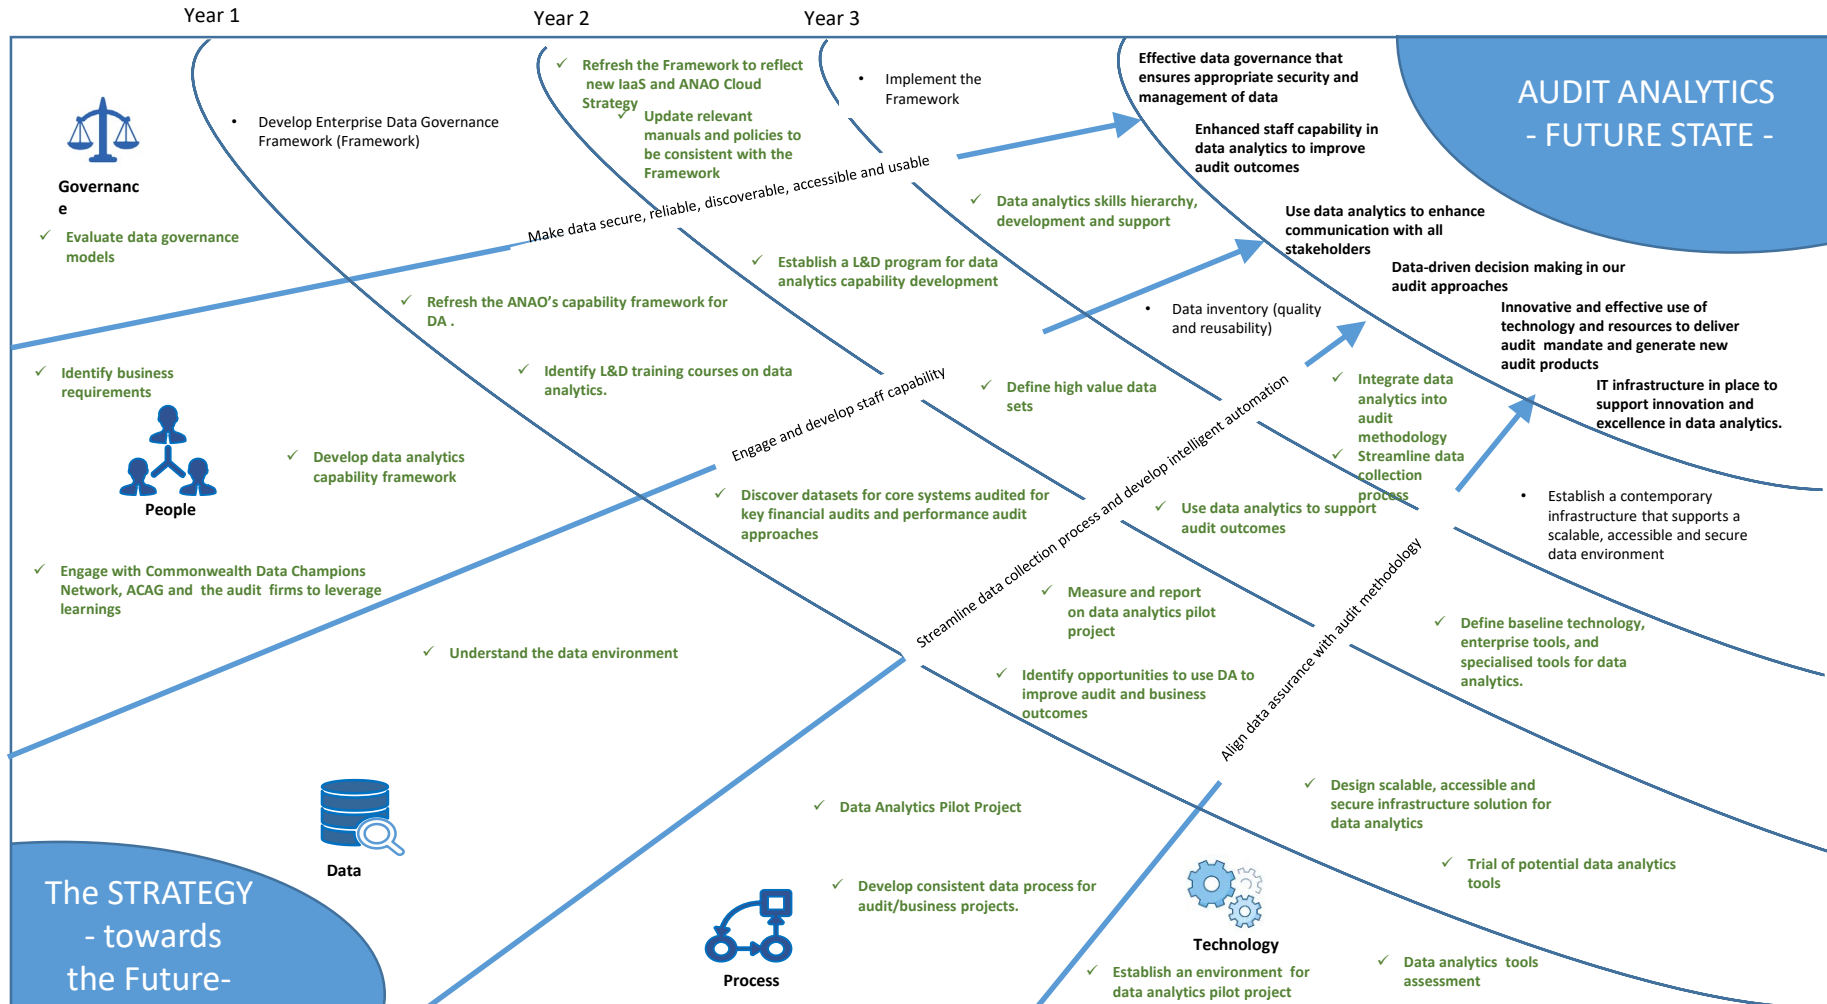 Year 1
Year 2
Year 3
AUDIT ANALYTICS
- FUTURE STATE -
Governanc
e
✓ Evaluate data governance
models
• Develop Enterprise Data Governance
Framework (Framework)
✓ Refresh the Framework to reflect
new IaaS and ANAO Cloud
Strategy
✓ Update relevant
manuals and policies to
be consistent with the
Framework
• Implement the
Framework
Effective data governance that
ensures appropriate security and
management of data
Make data secure, reliable, discoverable, accessible and usable
Enhanced staff capability in
data analytics to improve
audit outcomes
✓ Identify business
requirements
People
✓ Develop data analytics
capability framework
✓ Engage with Commonwealth Data Champions
Network, ACAG and the audit firms to leverage
learnings
✓ Refresh the ANAO’s capability framework for
DA .
✓ Identify L&D training courses on data
analytics.
✓ Establish a L&D program for data
analytics capability development
✓ Data analytics skills hierarchy,
development and support
Use data analytics to enhance
communication with all
stakeholders
Engage and develop staff capability
Data-driven decision making in our
audit approaches
Data
✓ Understand the data environment
✓ Discover datasets for core systems audited for
key financial audits and performance audit
approaches
✓ Define high value data
sets
• Data inventory (quality
and reusability)
Streamline data collection process and develop intelligent automation
Innovative and effective use of
technology and resources to deliver
audit mandate and generate new
audit products
Process
✓ Data Analytics Pilot Project
✓ Develop consistent data process for
audit/business projects.
✓ Identify opportunities to use DA to
improve audit and business
outcomes
✓ Measure and report
on data analytics pilot
project
✓ Use data analytics to support
audit outcomes
✓ Integrate data
analytics into
audit
methodology
✓ Streamline data
collection
process
Align data assurance with audit methodology
IT infrastructure in place to
support innovation and
excellence in data analytics.
Technology
✓ Establish an environment for
data analytics pilot project
✓ Data analytics tools
assessment
✓ Trial of potential data analytics
tools
✓ Design scalable, accessible and
secure infrastructure solution for
data analytics
✓ Define baseline technology,
enterprise tools, and
specialised tools for data
analytics.
• Establish a contemporary
infrastructure that supports a
scalable, accessible and secure
data environment
The STRATEGY
- towards
the Future-